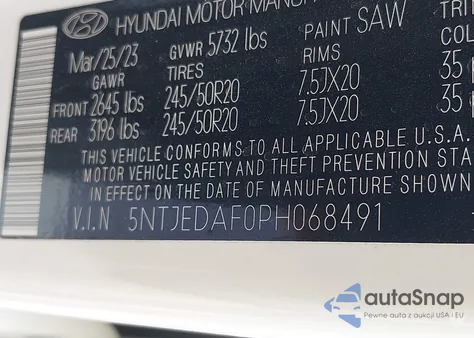 HYUNDAI MOTOR
Mar/25/23 GVWR 5732 lbs PAINT SAW
GAWR TIRES RIMS
FRONT 2645 lbs 245/50R20 7.5JX20 35
REAR 3196 lbs 245/50R20 7.5JX20 35
THIS VEHICLE CONFORMS TO ALL APPLICABLE U.S.A.
MOTOR VEHICLE SAFETY AND THEFT PREVENTION STA
IN EFFECT ON THE DATE OF MANUFACTURE SHOWN
V.I.N 5NTJEDAF0PH068491
autaSnap
Pewne auta z aukcji USA i EU